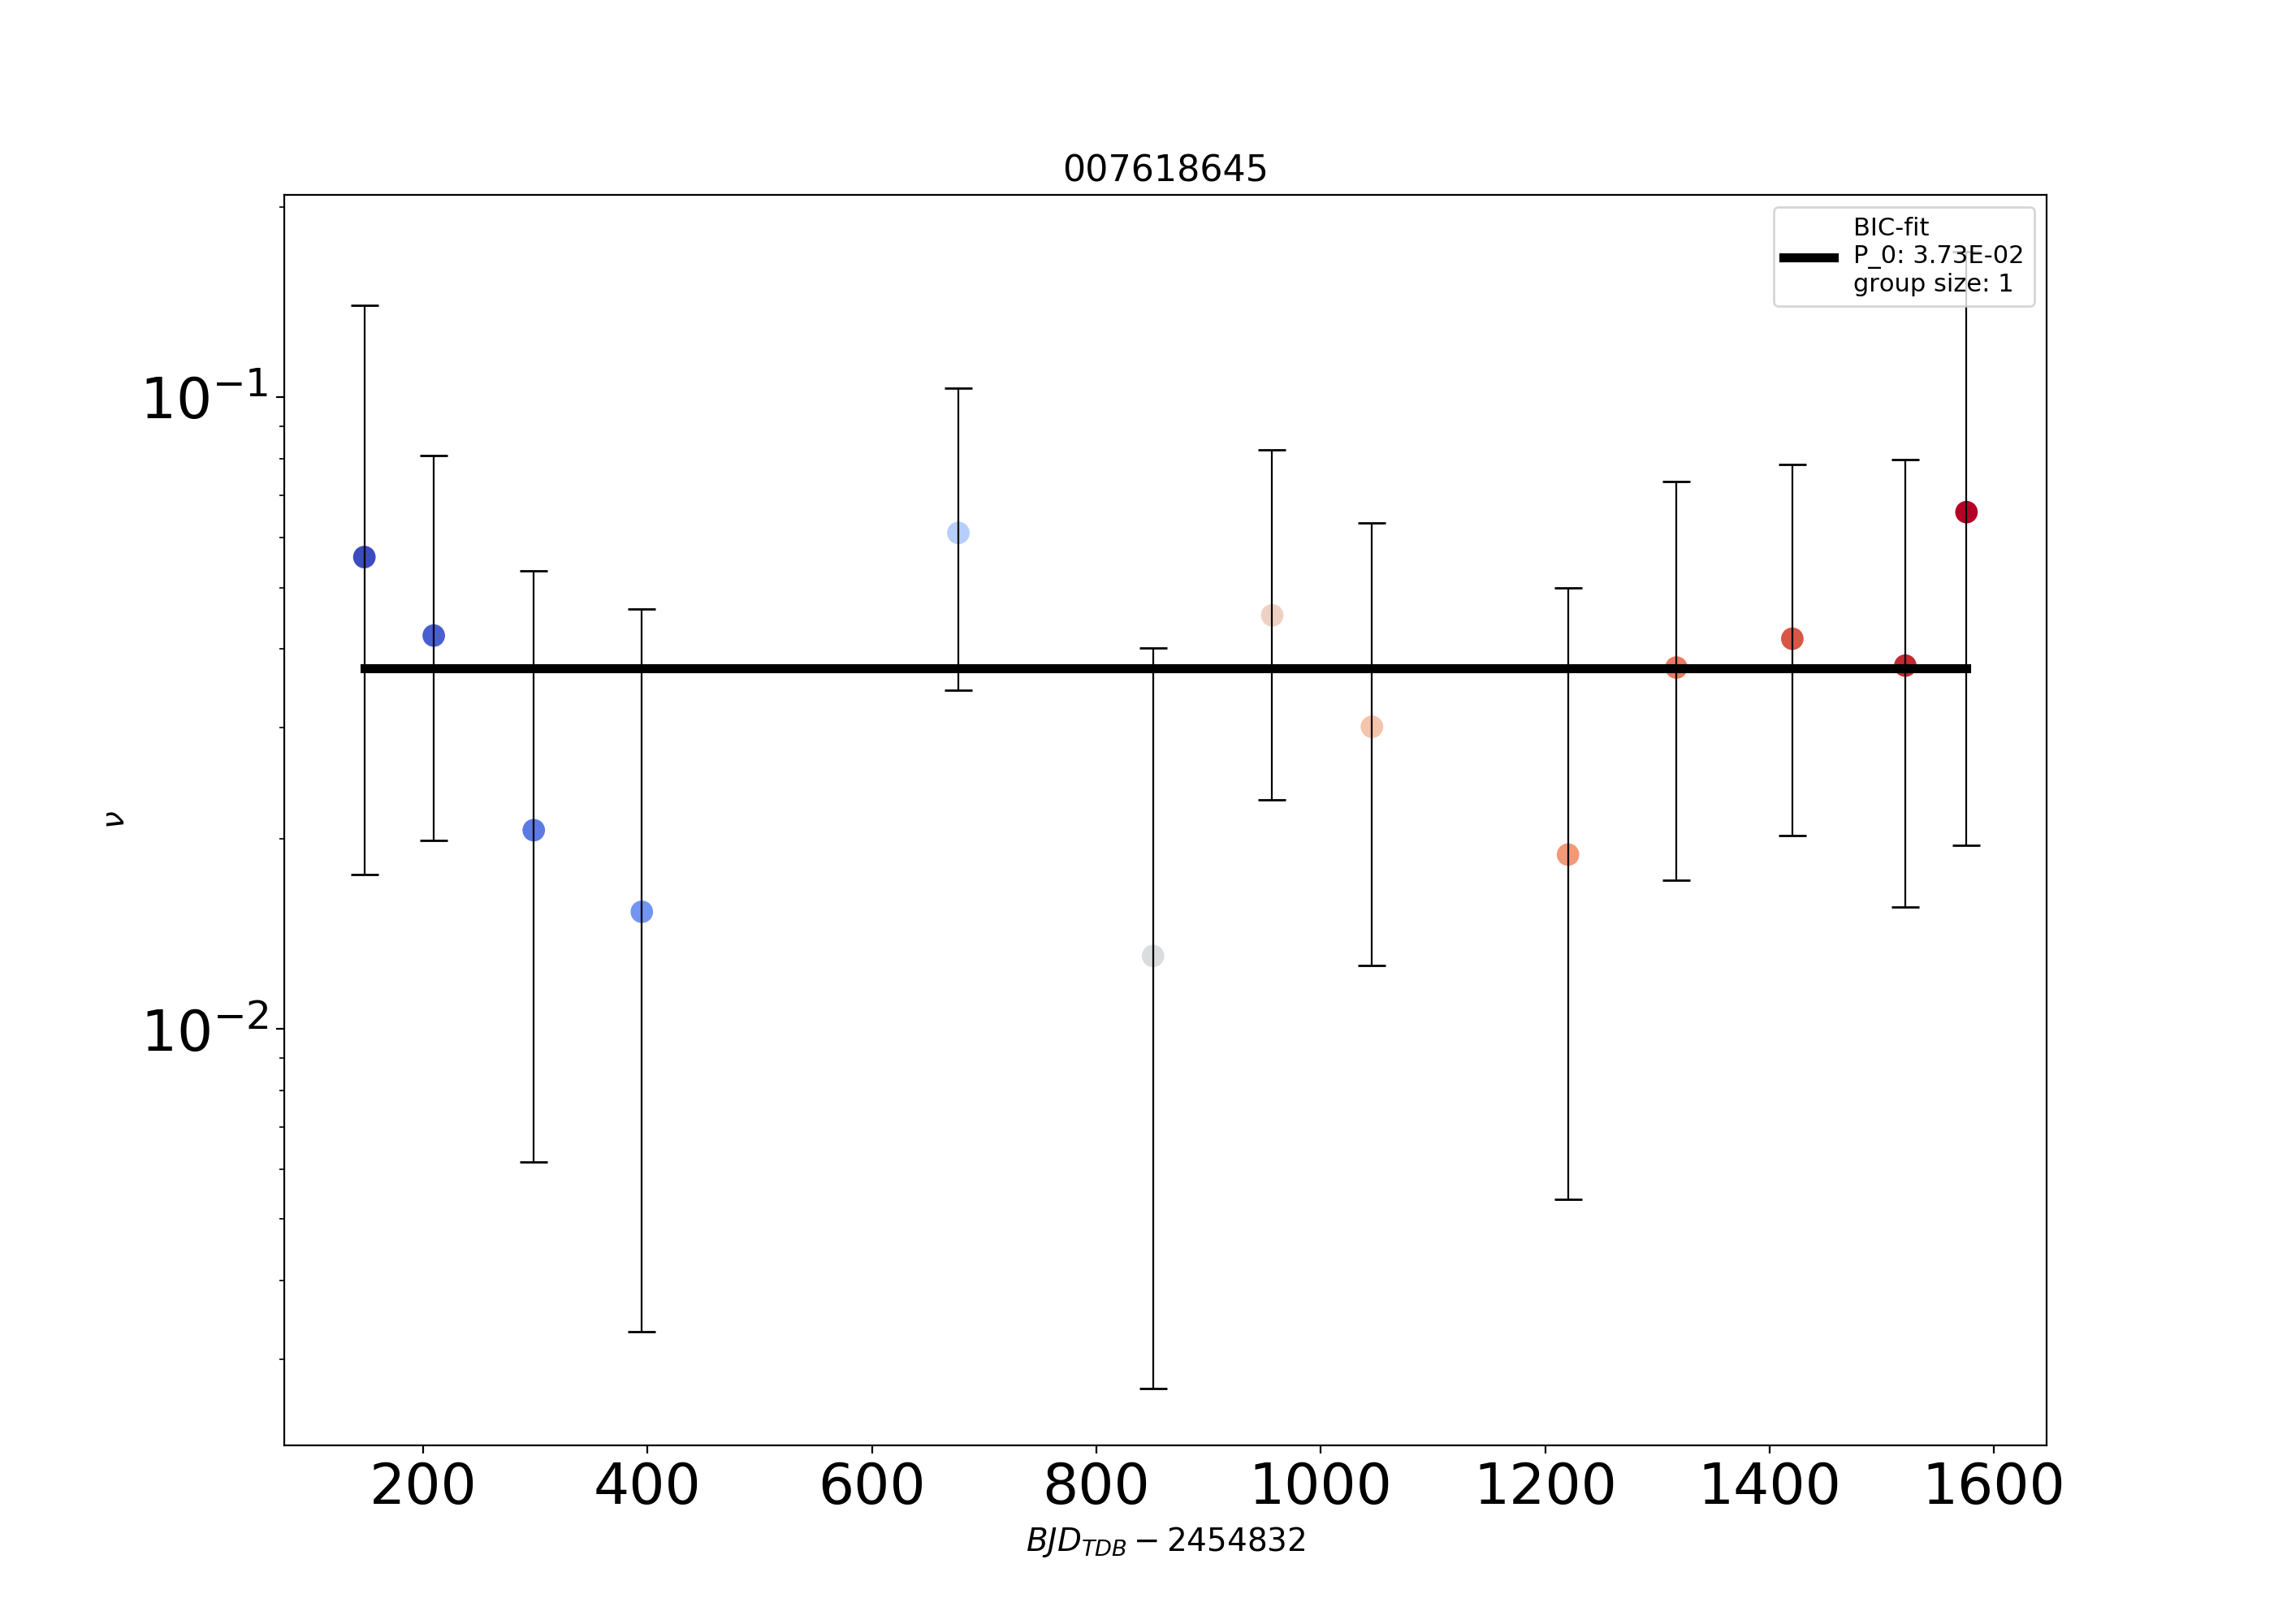 007618645
BIC-fit
P_0: 3.73E-02
group size: 1
10⁻¹
10⁻²
ν
200 400 600 800 1000 1200 1400 1600
BJD_TDB − 2454832